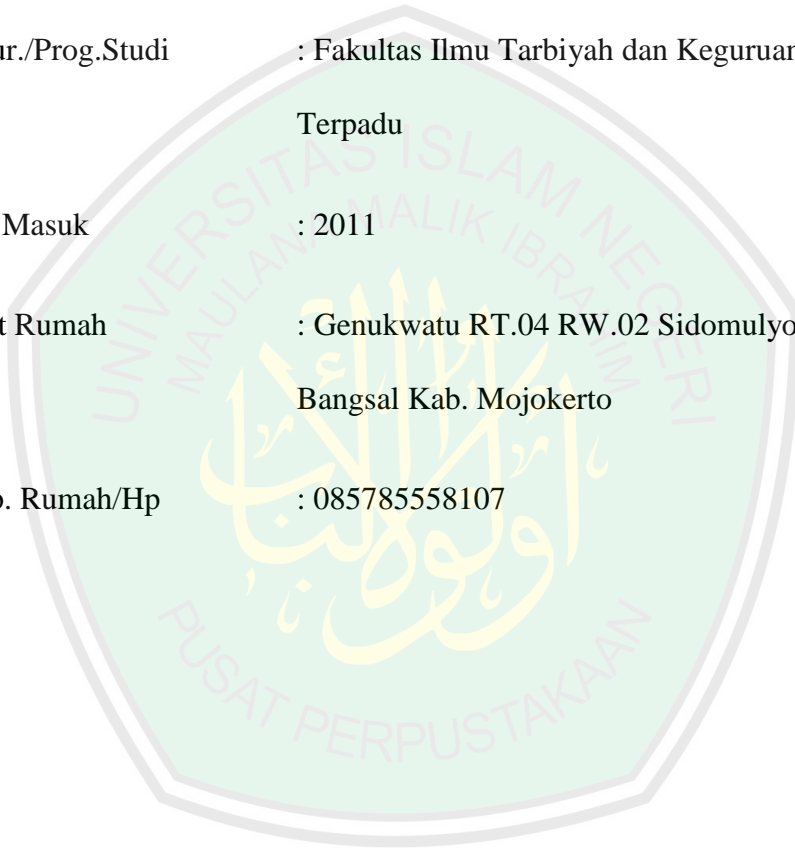 ur./Prog.Studi : Fakultas Ilmu Tarbiyah dan Keguruan
Terpadu
Masuk : 2011
t Rumah : Genukwatu RT.04 RW.02 Sidomulyo
Bangsal Kab. Mojokerto
. Rumah/Hp : 085785558107
UNIVERSITAS ISLAM NEGERI
MAULANA MALIK IBRAHIM
PUSAT PERPUSTAKAAN